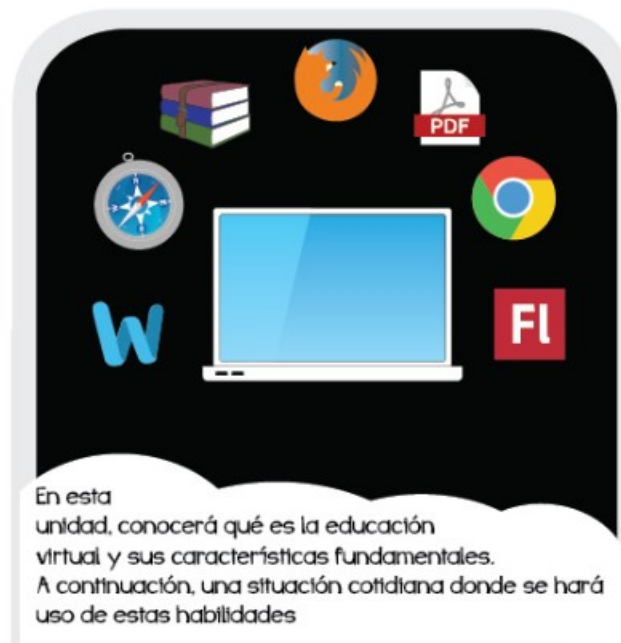 PDF
Fl
En esta
unidad, conocerá qué es la educación
virtual y sus características fundamentales.
A continuación, una situación cotidiana donde se hará
uso de estas habilidades